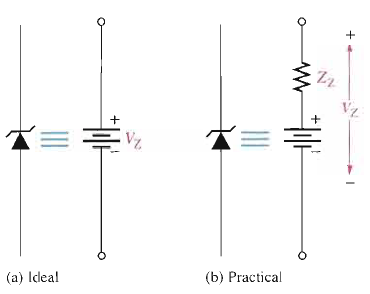 +
V_Z
−
Z_Z
+
−
+
V_Z
−
(a) Ideal
(b) Practical